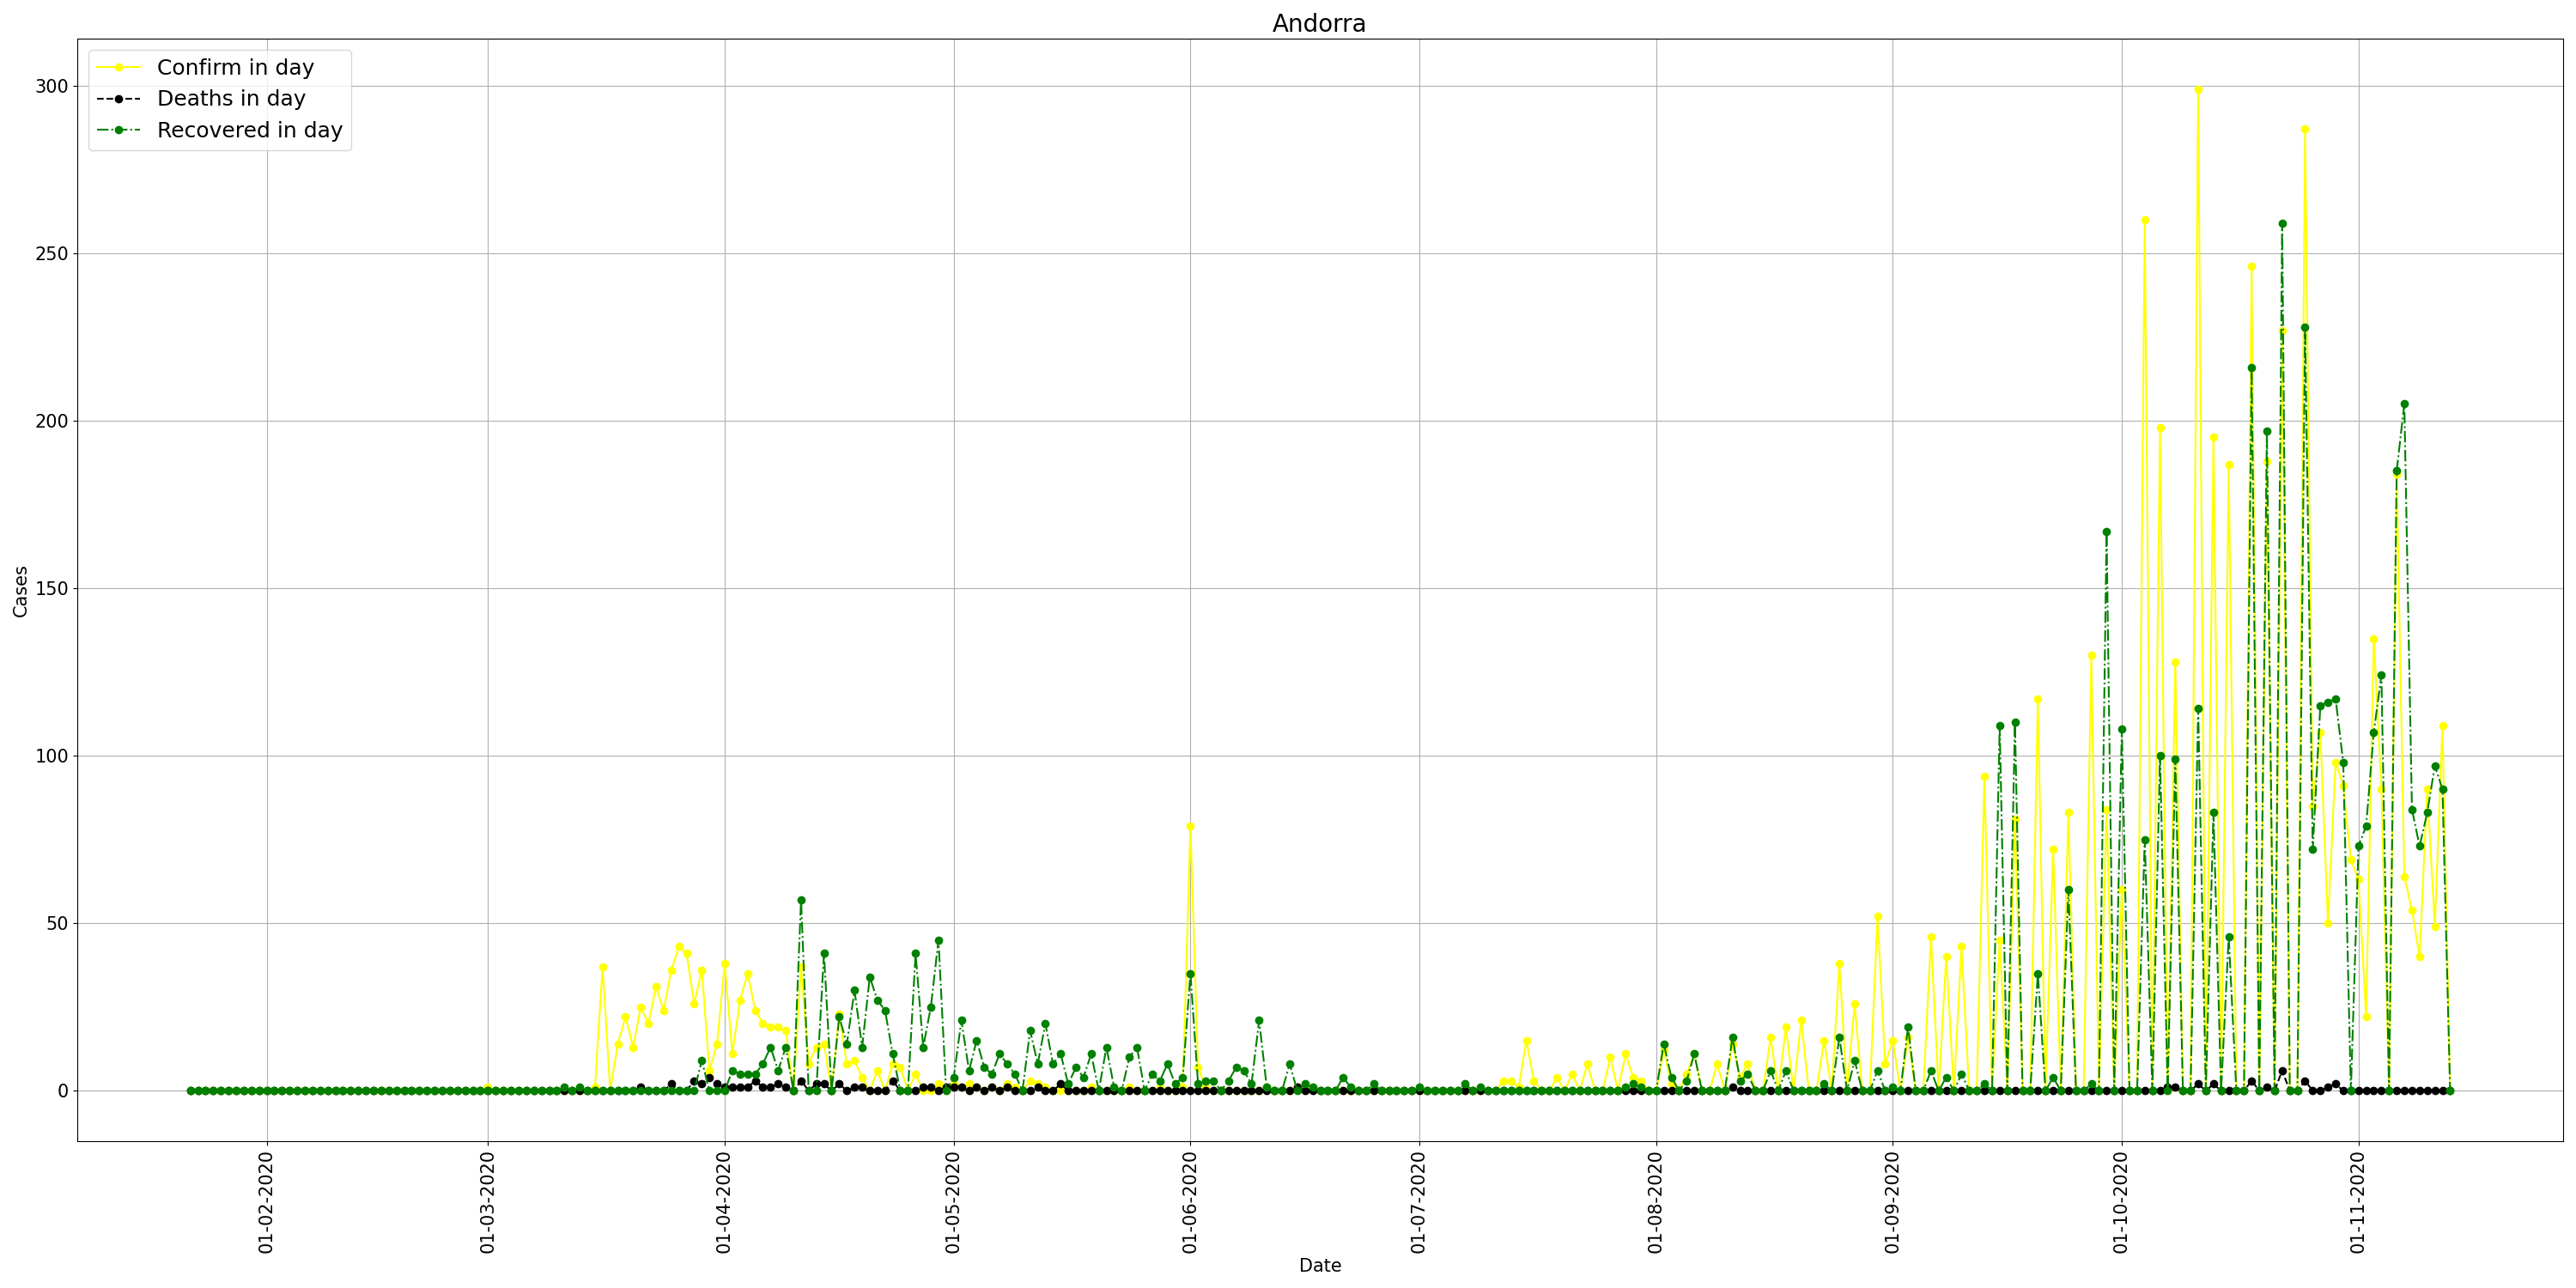 Andorra
Confirm in day
Deaths in day
Recovered in day
300
250
200
150
100
50
0
Cases
01-02-2020
01-03-2020
01-04-2020
01-05-2020
01-06-2020
01-07-2020
01-08-2020
01-09-2020
01-10-2020
01-11-2020
Date